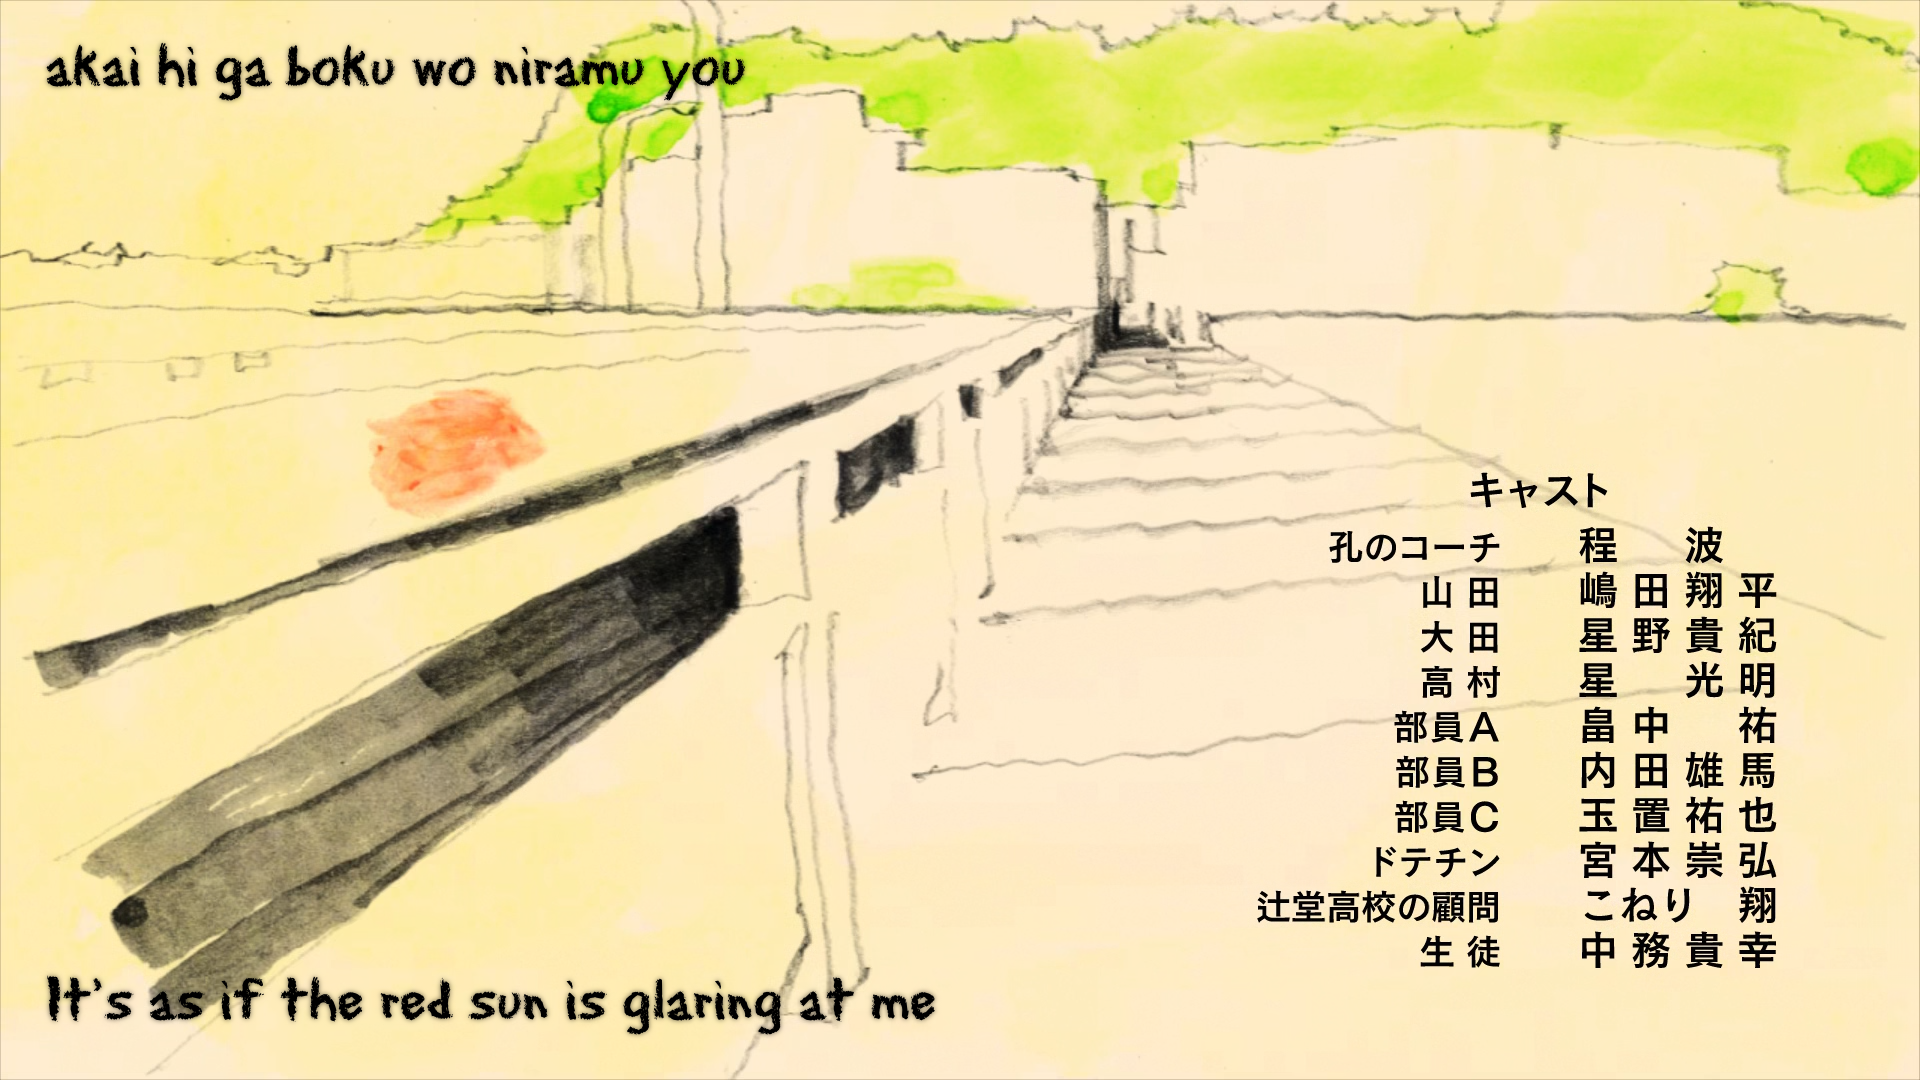 akai hi ga boku wo niramu you
キャスト
孔のコーチ 程 波
山田 嶋田翔平
大田 星野貴紀
高村 星 光明
部員A 畠中 祐
部員B 内田雄馬
部員C 玉置祐也
ドテチン 宮本崇弘
辻堂高校の顧問 こねり 翔
生徒 中務貴幸
It's as if the red sun is glaring at me